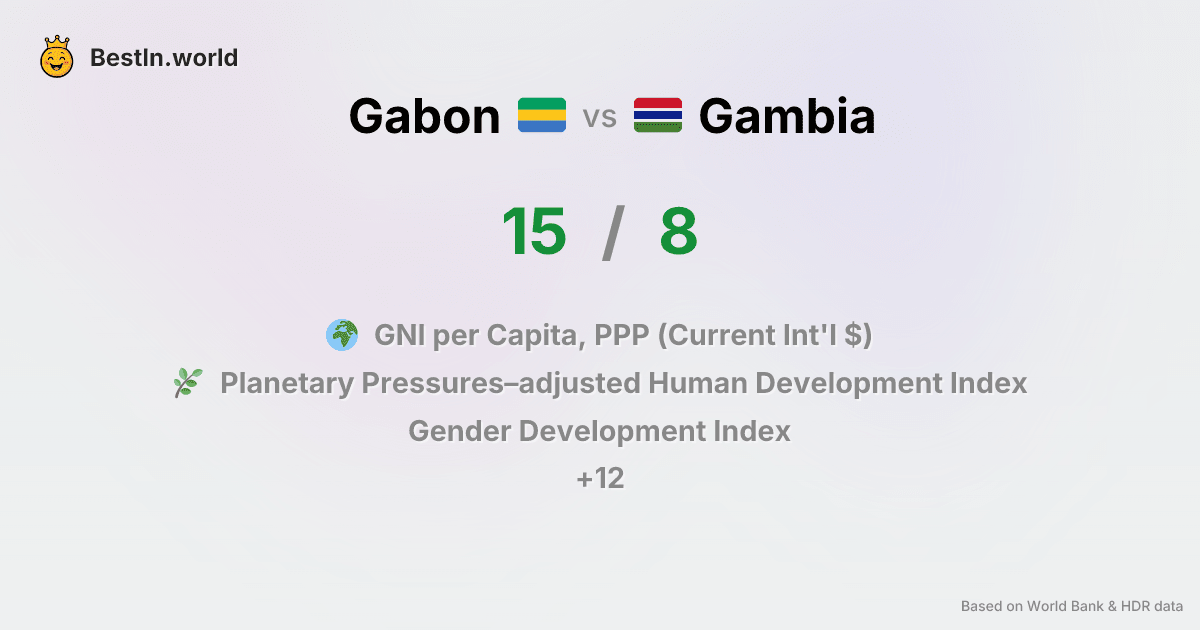 BestIn.world
Gabon vs Gambia
15 / 8
GNI per Capita, PPP (Current Int'l $)
Planetary Pressures–adjusted Human Development Index
Gender Development Index
+12
Based on World Bank & HDR data